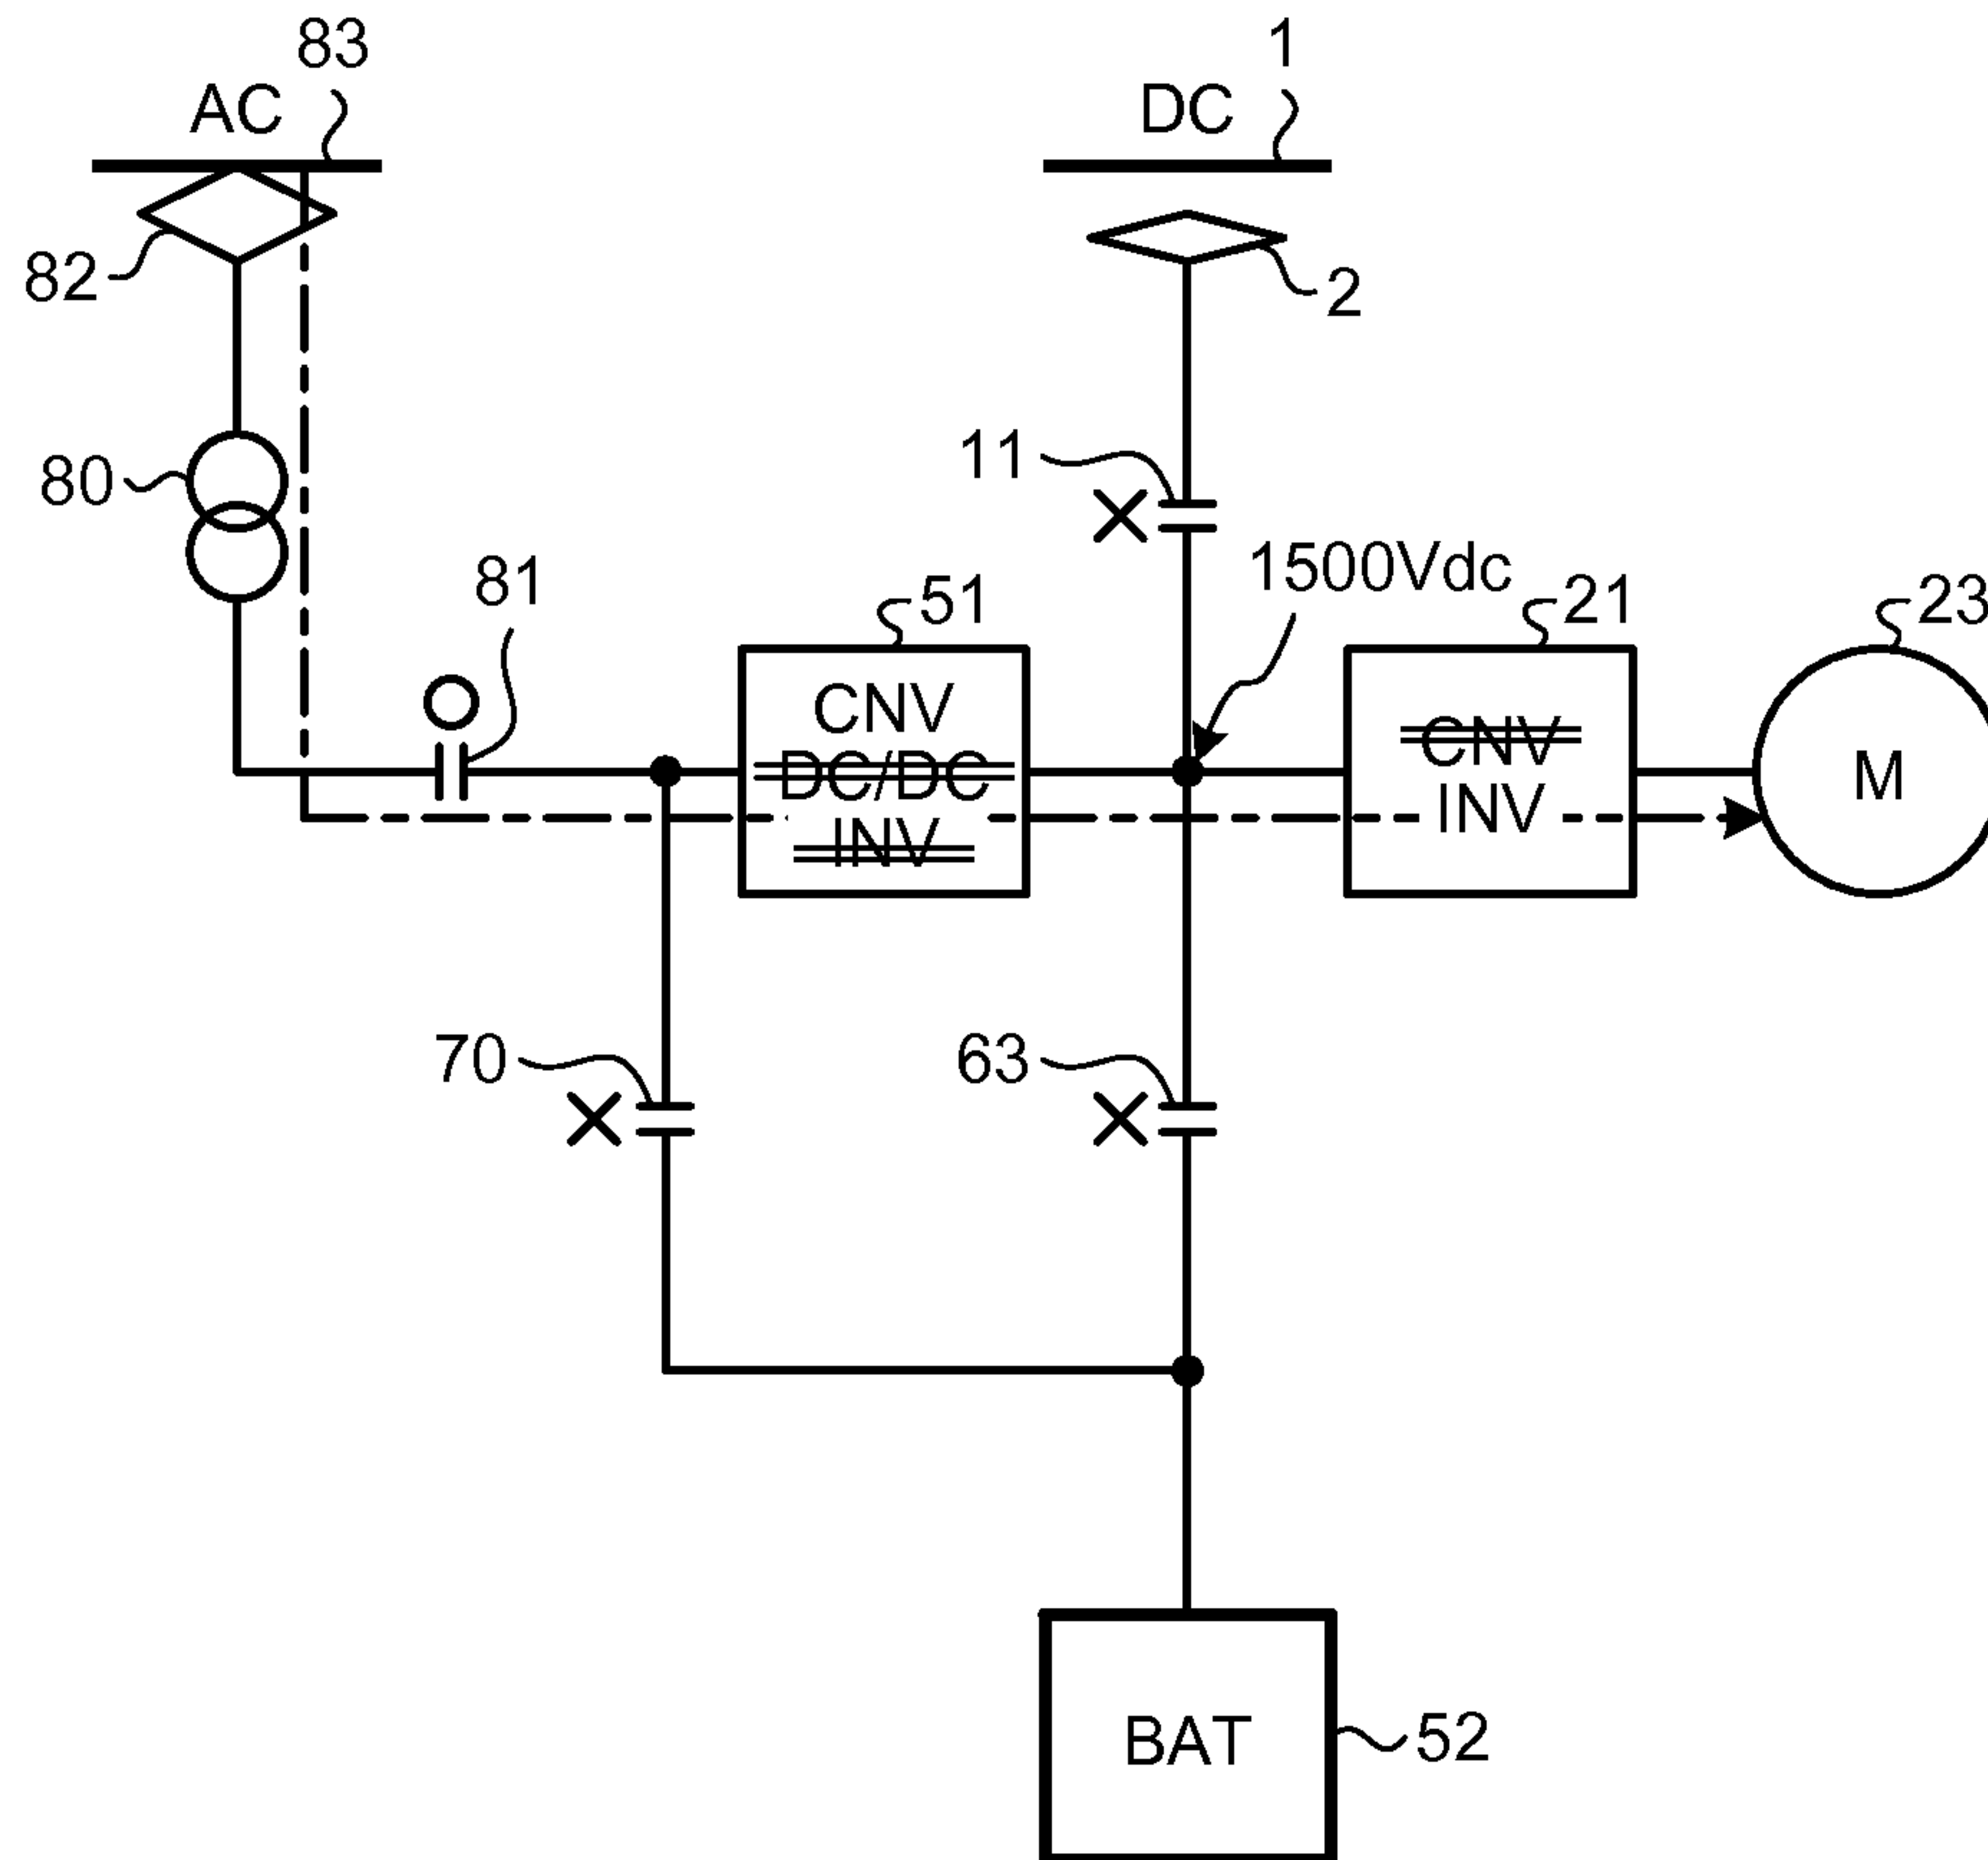 83
AC
1
DC
82
2
80
11
81
1500Vdc
51
21
23
CNV
DC/DC
INV
CNV
INV
M
70
63
BAT
52